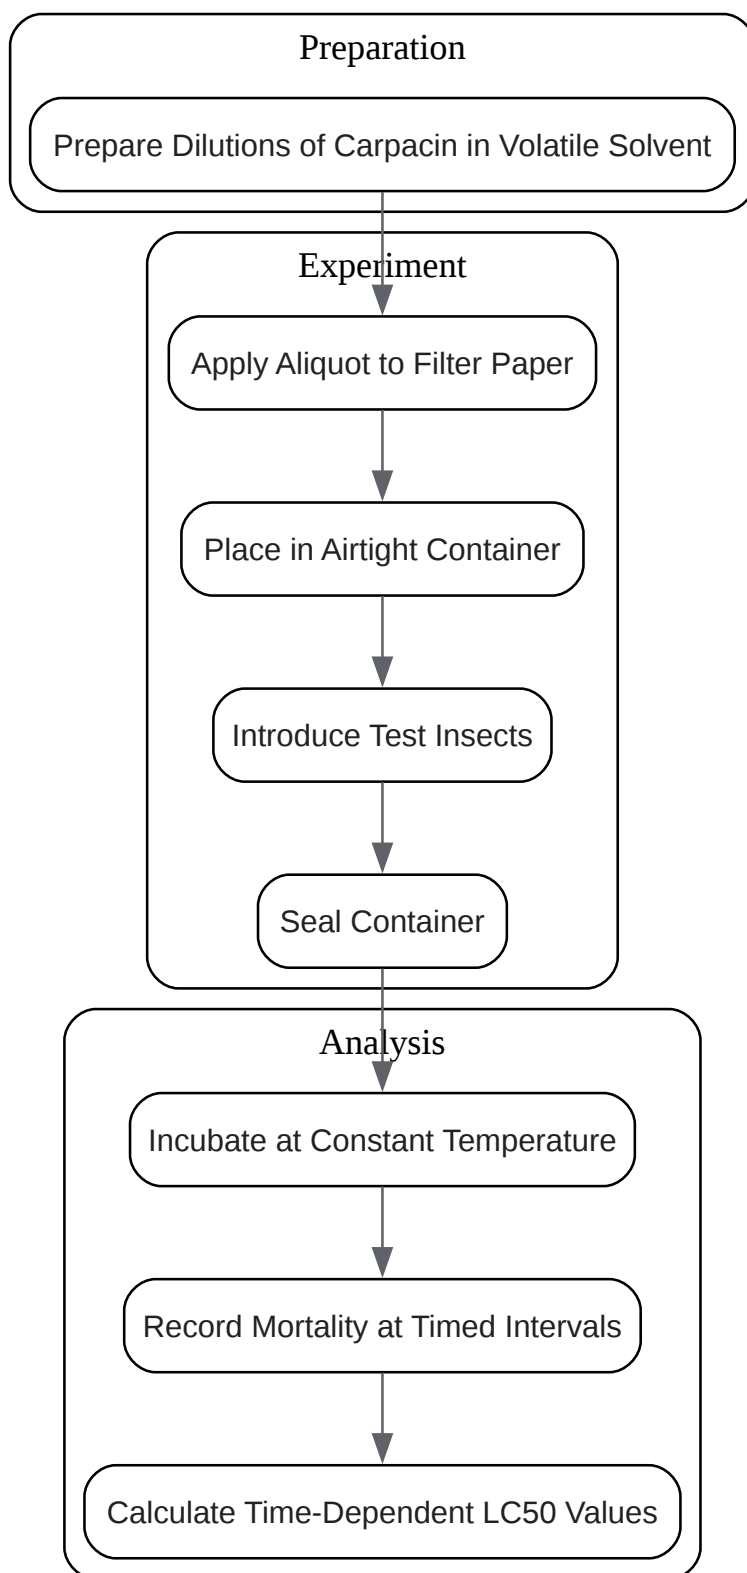 Preparation
Prepare Dilutions of Carpacin in Volatile Solvent
Experiment
Apply Aliquot to Filter Paper
Place in Airtight Container
Introduce Test Insects
Seal Container
Analysis
Incubate at Constant Temperature
Record Mortality at Timed Intervals
Calculate Time-Dependent LC50 Values